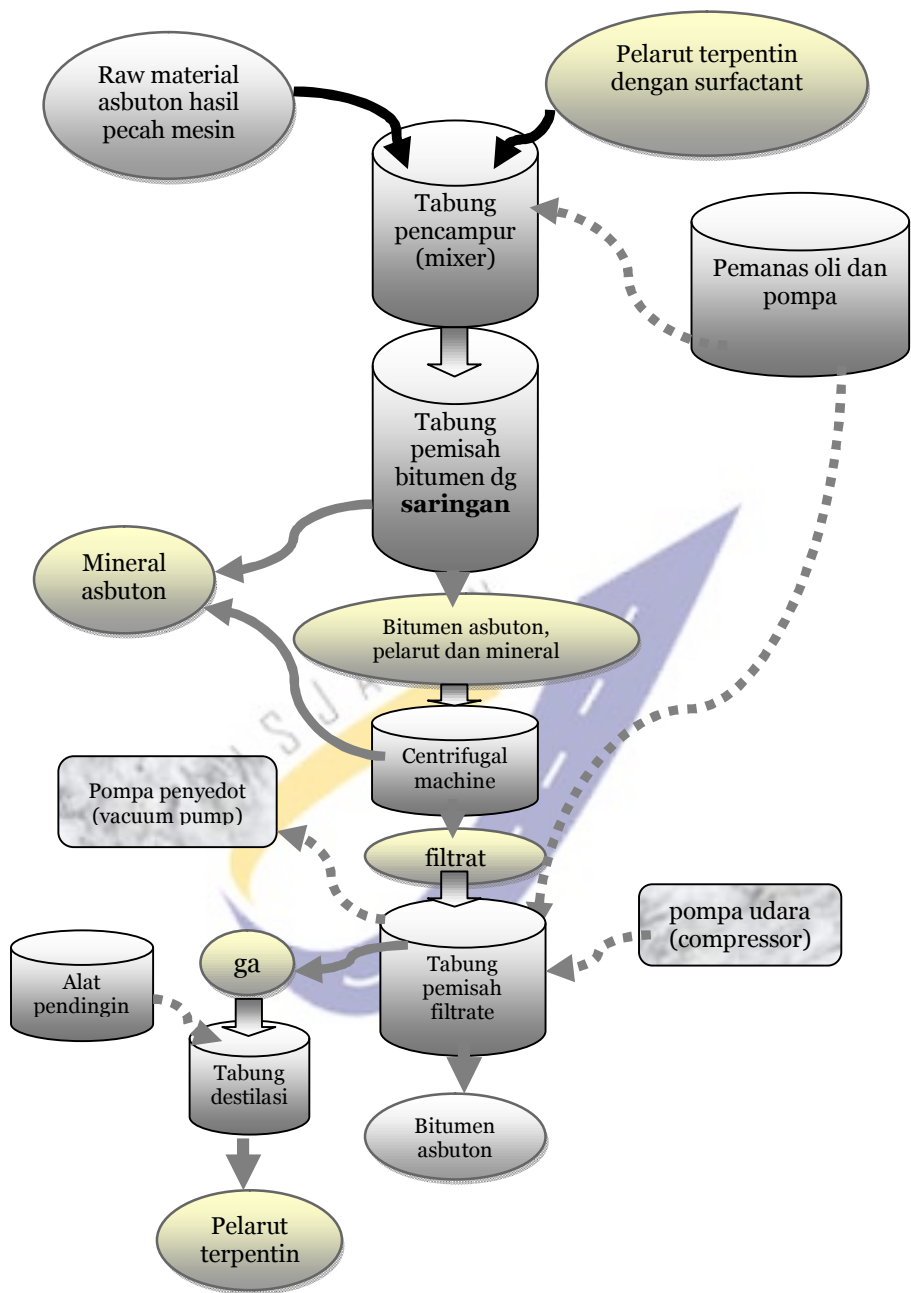 Raw material
asbuton hasil
pecah mesin
Pelarut terpentin
dengan surfactant
Tabung
pencampur
(mixer)
Pemanas oli dan
pompa
Tabung
pemisah
bitumen dg
saringan
Mineral
asbuton
Bitumen asbuton,
pelarut dan mineral
Centrifugal
machine
Pompa penyedot
(vacuum pump)
filtrat
pompa udara
(compressor)
ga
Tabung
pemisah
filtrate
Alat
pendingin
Tabung
destilasi
Bitumen
asbuton
Pelarut
terpentin